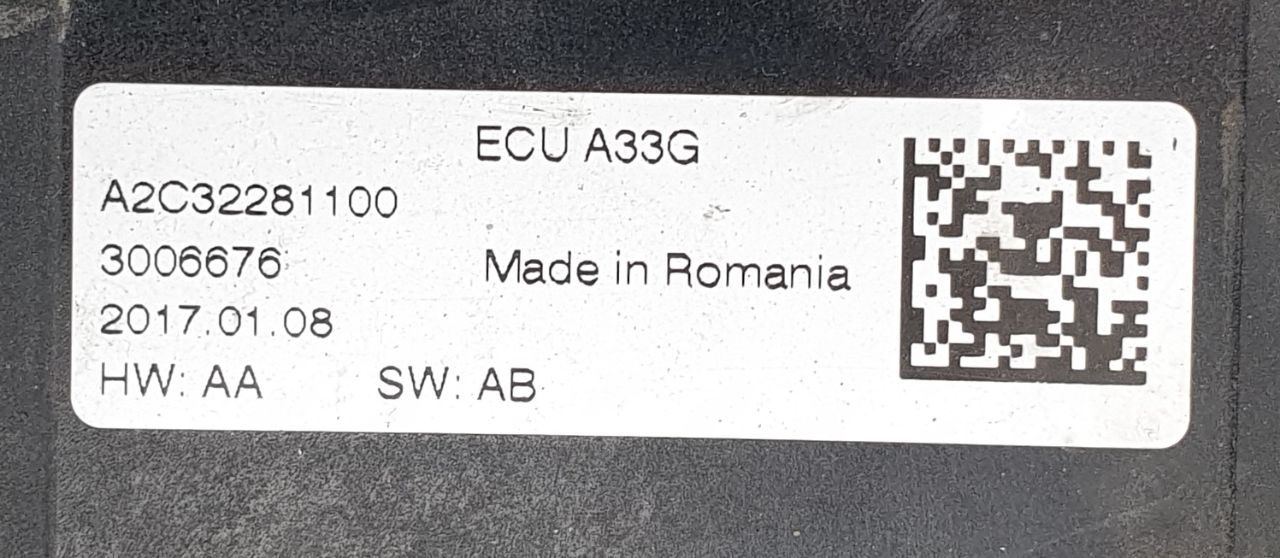 ECU A33G
A2C32281100
3006676
Made in Romania
2017.01.08
HW: AA SW: AB